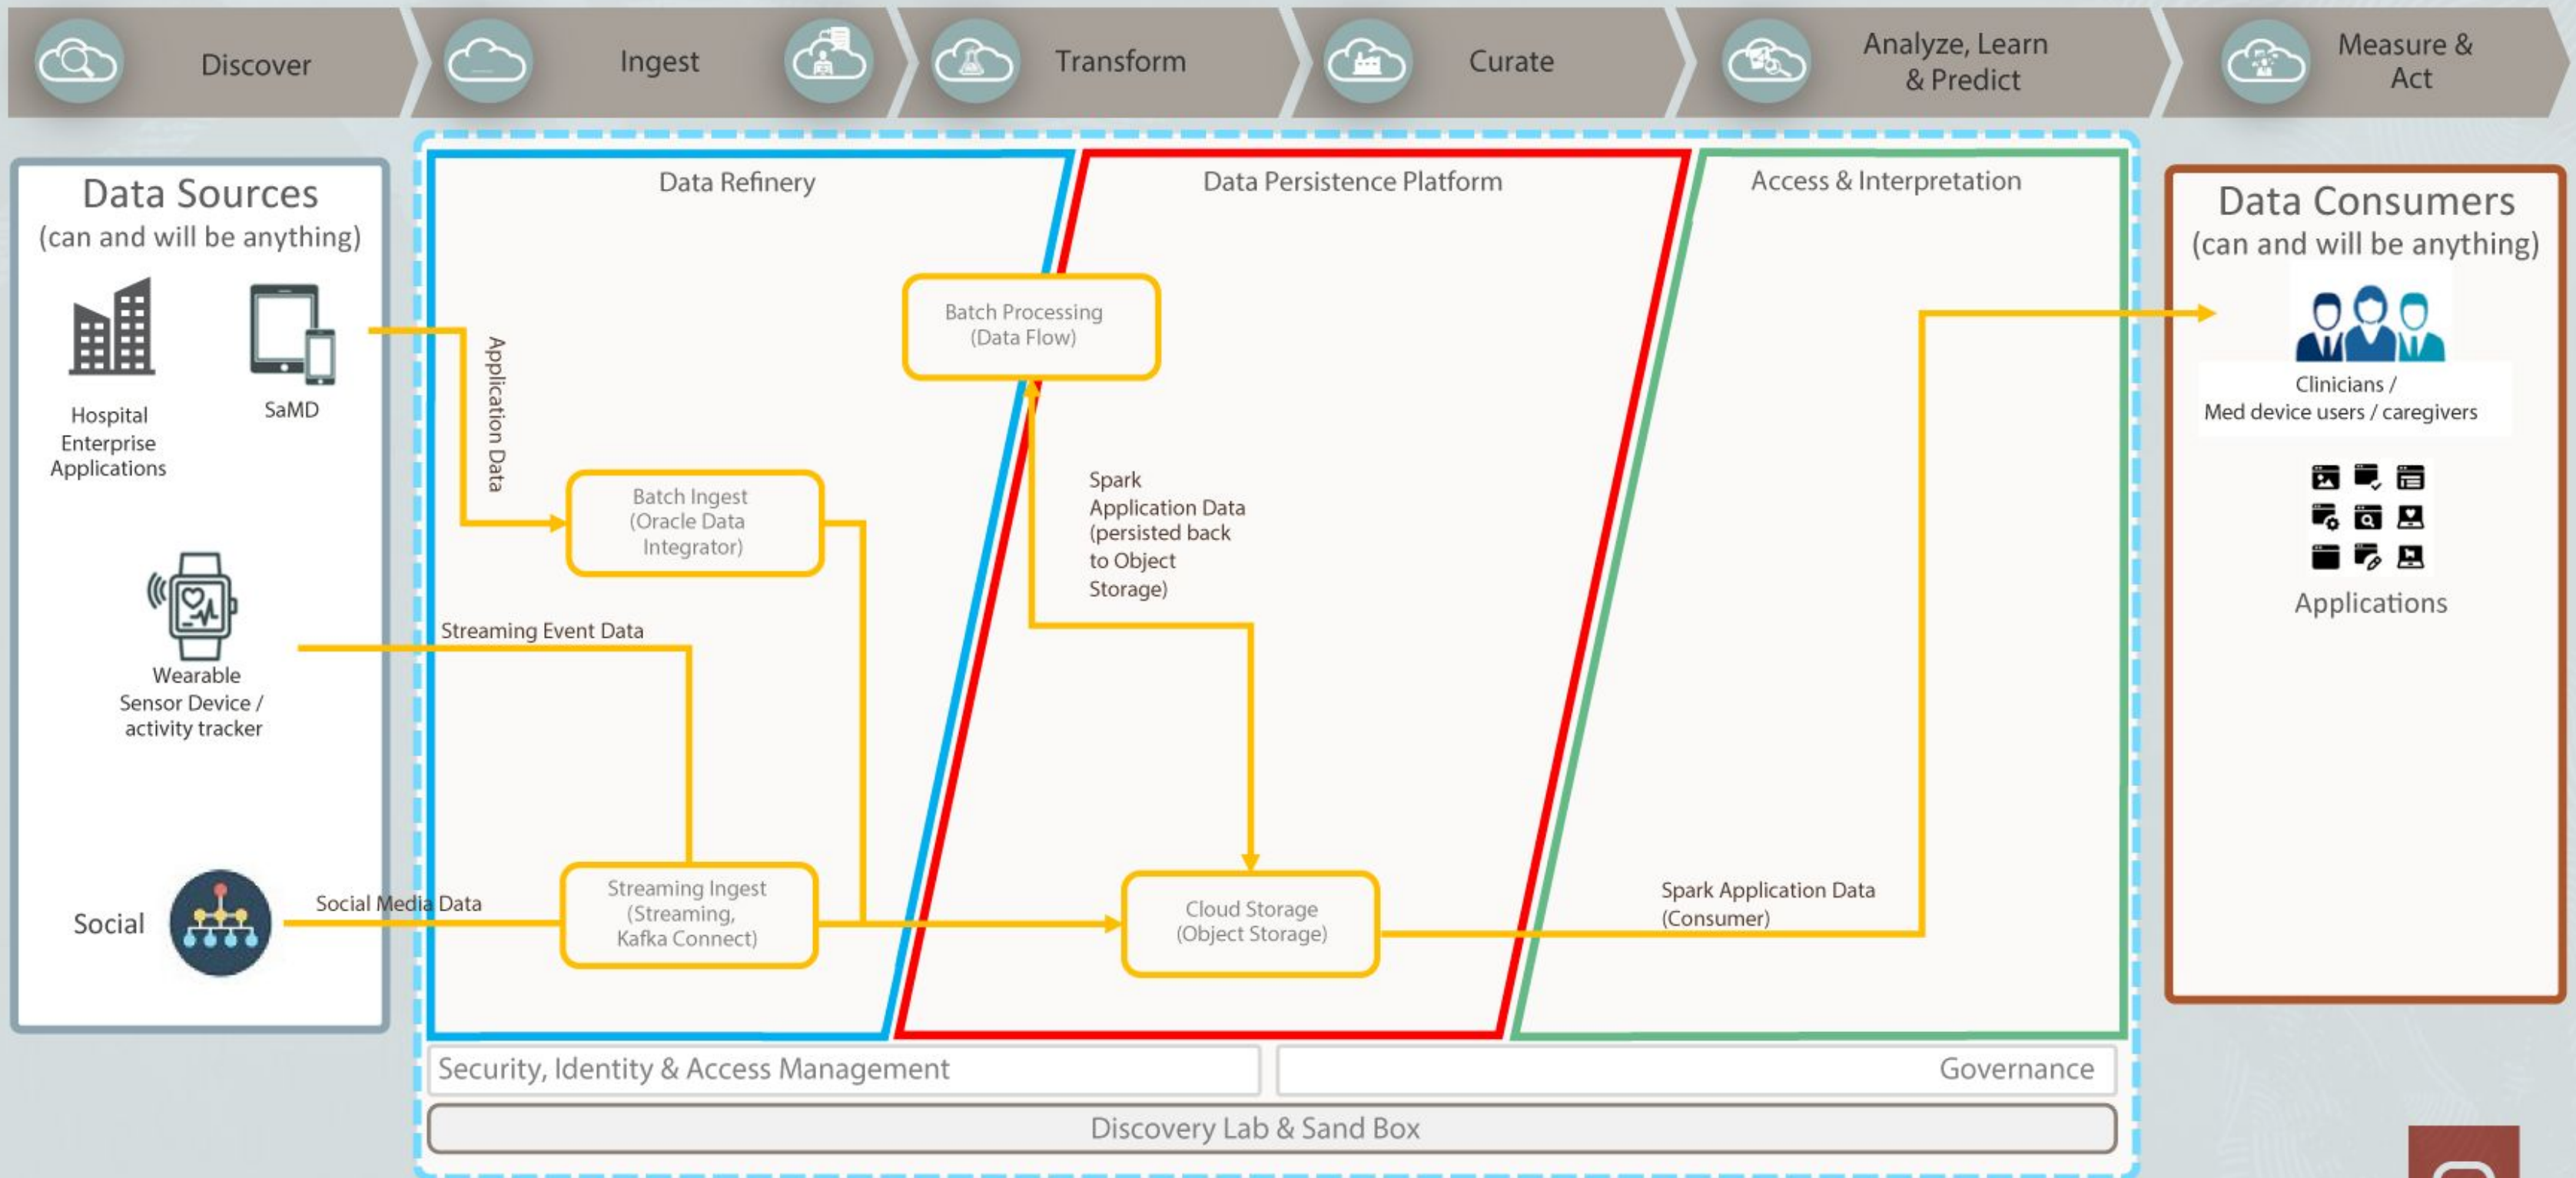 Discover
Ingest
Transform
Curate
Analyze, Learn
& Predict
Measure &
Act
Data Sources
(can and will be anything)
Hospital
Enterprise
Applications
SaMD
Wearable
Sensor Device /
activity tracker
Social
Data Refinery
Application Data
Batch Ingest
(Oracle Data
Integrator)
Streaming Event Data
Social Media Data
Streaming Ingest
(Streaming,
Kafka Connect)
Batch Processing
(Data Flow)
Data Persistence Platform
Spark
Application Data
(persisted back
to Object
Storage)
Cloud Storage
(Object Storage)
Access & Interpretation
Spark Application Data
(Consumer)
Data Consumers
(can and will be anything)
Clinicians /
Med device users / caregivers
Applications
Security, Identity & Access Management
Governance
Discovery Lab & Sand Box